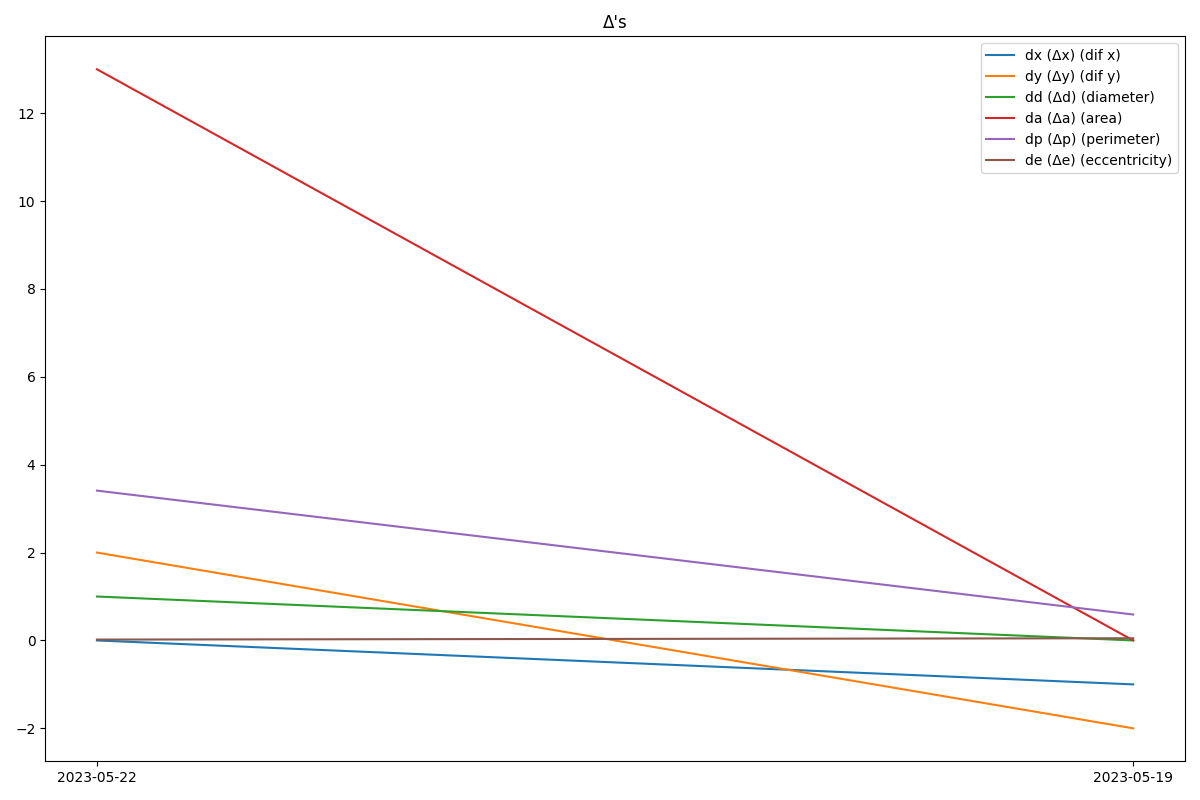 Δ's
dx (Δx) (dif x)
dy (Δy) (dif y)
dd (Δd) (diameter)
da (Δa) (area)
dp (Δp) (perimeter)
de (Δe) (eccentricity)
12
10
8
6
4
2
0
−2
2023-05-22 2023-05-19